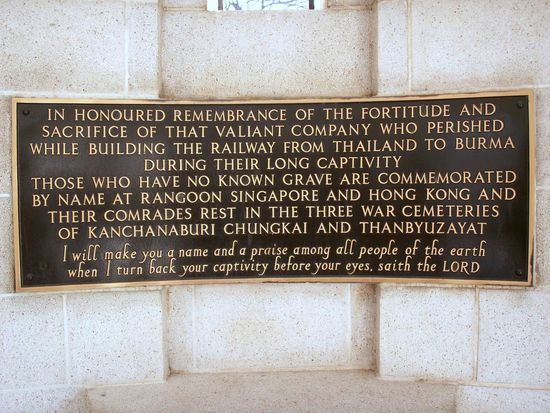 IN HONOURED REMEMBRANCE OF THE FORTITUDE AND
SACRIFICE OF THAT VALIANT COMPANY WHO PERISHED
WHILE BUILDING THE RAILWAY FROM THAILAND TO BURMA
DURING THEIR LONG CAPTIVITY
THOSE WHO HAVE NO KNOWN GRAVE ARE COMMEMORATED
BY NAME AT RANGOON SINGAPORE AND HONG KONG AND
THEIR COMRADES REST IN THE THREE WAR CEMETERIES
OF KANCHANABURI CHUNGKAI AND THANBYUZAYAT
I will make you a name and a praise among all people of the earth
when I turn back your captivity before your eyes, saith the LORD